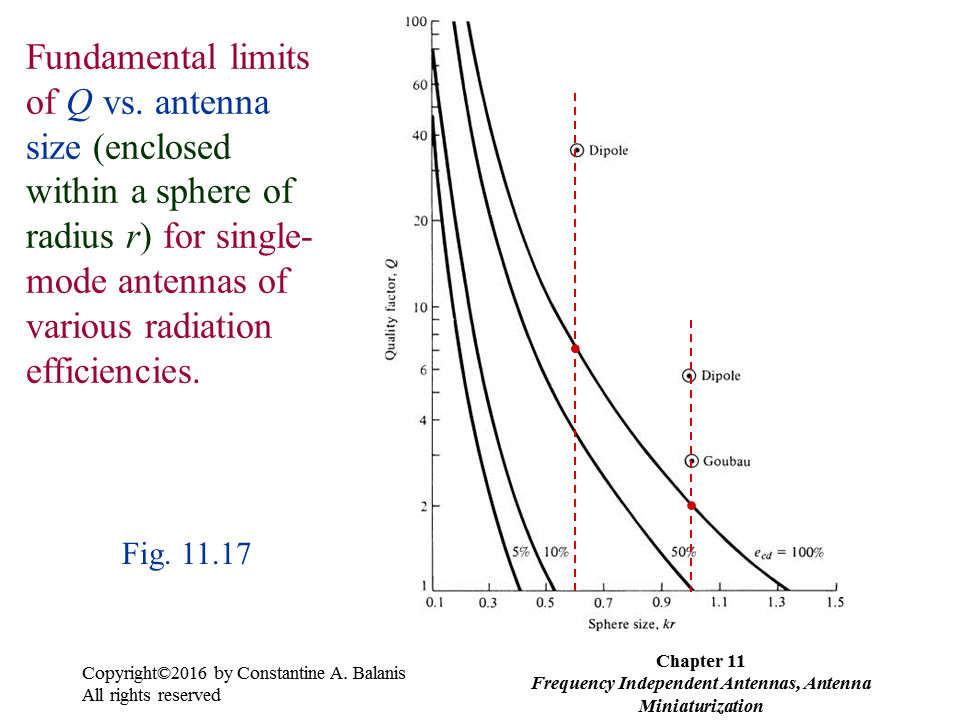 Fundamental limits
of Q vs. antenna
size (enclosed
within a sphere of
radius r) for single-
mode antennas of
various radiation
efficiencies.
Fig. 11.17
Quality factor, Q
100
60
40
20
10
6
4
2
1
Dipole
Dipole
Goubau
5%
10%
50%
e_cd = 100%
0.1 0.3 0.5 0.7 0.9 1.1 1.3 1.5
Sphere size, kr
Copyright©2016 by Constantine A. Balanis
All rights reserved
Chapter 11
Frequency Independent Antennas, Antenna
Miniaturization